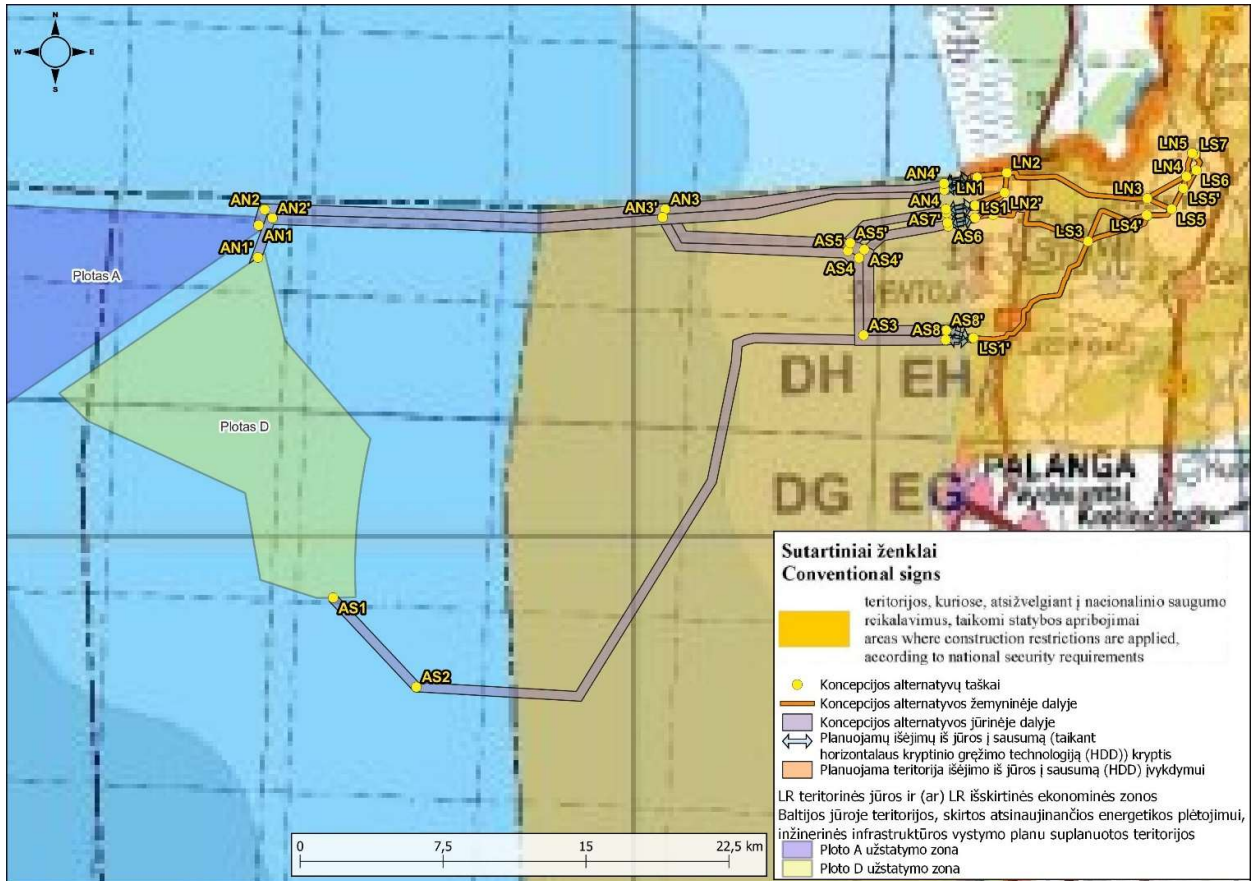 N
W
E
S
AN2
AN2'
AN1
AN1'
Plotas A
Plotas D
AN3'
AN3
AN4'
LN1
AN4
AS7'
LS1
AS6
AS5
AS5'
AS4
AS4'
AS3
AS8
AS8'
LS1'
LN2
LN2'
LS3
LN3
LS4'
LS5
LS5'
LN4
LN5
LS7
LS6
AS1
AS2
DH
EH
DG
EG
PALANGA
Sutartiniai ženklai
Conventional signs
teritorijos, kuriose, atsižvelgiant į nacionalinio saugumo
reikalavimus, taikomi statybos apribojimai
areas where construction restrictions are applied,
according to national security requirements
Koncepcijos alternatyvų taškai
Koncepcijos alternatyvos žemyninėje dalyje
Koncepcijos alternatyvos jūrinėje dalyje
Planuojamų išėjimų iš jūros į sausumą (taikant
horizontalaus kryptinio gręžimo technologiją (HDD)) kryptis
Planuojama teritorija išėjimo iš jūros į sausumą (HDD) įvykdymui
LR teritorinės jūros ir (ar) LR išskirtinės ekonominės zonos
Baltijos jūroje teritorijos, skirtos atsinaujinančios energetikos plėtojimui,
inžinerinės infrastruktūros vystymo planu suplanuotos teritorijos
Ploto A užstatymo zona
Ploto D užstatymo zona
0 7,5 15 22,5 km